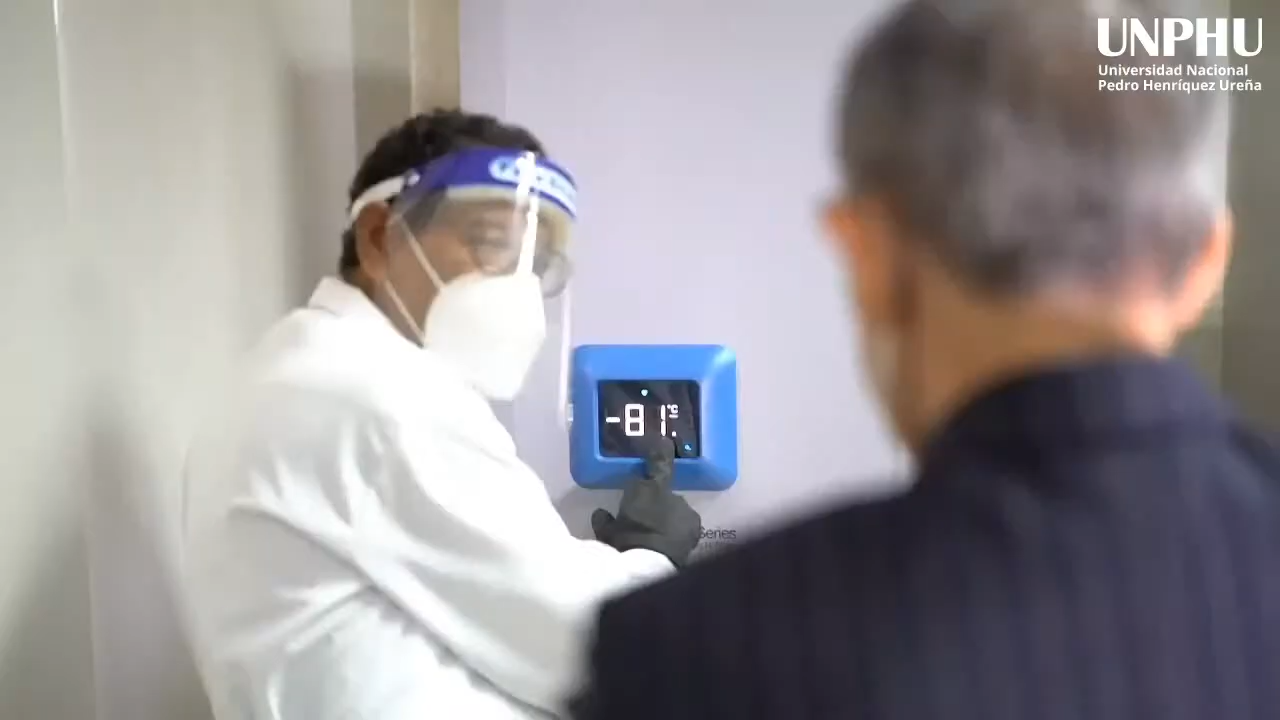 UNPHU
Universidad Nacional
Pedro Henríquez Ureña
-81 °C
Series